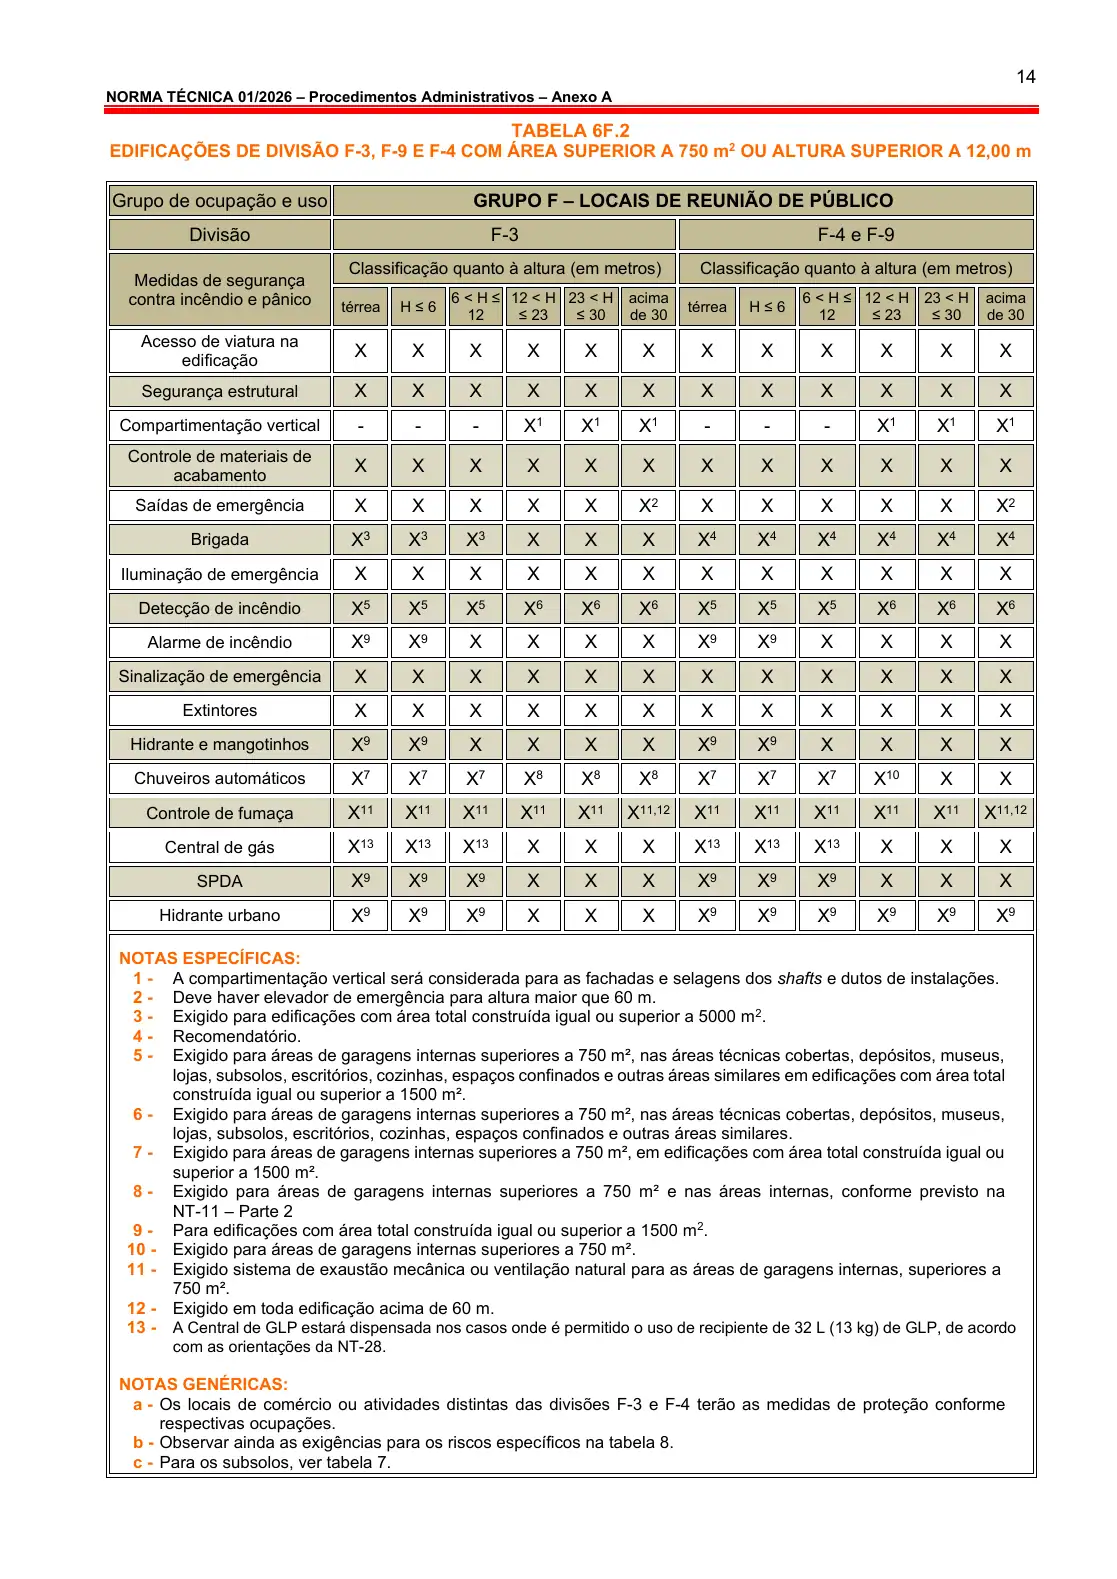 14
NORMA TÉCNICA 01/2026 – Procedimentos Administrativos – Anexo A
TABELA 6F.2
EDIFICAÇÕES DE DIVISÃO F-3, F-9 E F-4 COM ÁREA SUPERIOR A 750 m² OU ALTURA SUPERIOR A 12,00 m
Grupo de ocupação e uso GRUPO F – LOCAIS DE REUNIÃO DE PÚBLICO
Divisão F-3 F-4 e F-9
Medidas de segurança contra incêndio e pânico Classificação quanto à altura (em metros) Classificação quanto à altura (em metros)
térrea H ≤ 6 6 < H ≤ 12 12 < H ≤ 23 23 < H ≤ 30 acima de 30 térrea H ≤ 6 6 < H ≤ 12 12 < H ≤ 23 23 < H ≤ 30 acima de 30
Acesso de viatura na edificação X X X X X X X X X X X X
Segurança estrutural X X X X X X X X X X X X
Compartimentação vertical - - - X¹ X¹ X¹ - - - X¹ X¹ X¹
Controle de materiais de acabamento X X X X X X X X X X X X
Saídas de emergência X X X X X X² X X X X X X²
Brigada X³ X³ X³ X X X X⁴ X⁴ X⁴ X⁴ X⁴ X⁴
Iluminação de emergência X X X X X X X X X X X X
Detecção de incêndio X⁵ X⁵ X⁵ X⁶ X⁶ X⁶ X⁵ X⁵ X⁵ X⁶ X⁶ X⁶
Alarme de incêndio X⁹ X⁹ X X X X X⁹ X⁹ X X X X
Sinalização de emergência X X X X X X X X X X X X
Extintores X X X X X X X X X X X X
Hidrante e mangotinhos X⁹ X⁹ X X X X X⁹ X⁹ X X X X
Chuveiros automáticos X⁷ X⁷ X⁷ X⁸ X⁸ X⁸ X⁷ X⁷ X⁷ X¹⁰ X X
Controle de fumaça X¹¹ X¹¹ X¹¹ X¹¹ X¹¹ X¹¹,¹² X¹¹ X¹¹ X¹¹ X¹¹ X¹¹ X¹¹,¹²
Central de gás X¹³ X¹³ X¹³ X X X X¹³ X¹³ X¹³ X X X
SPDA X⁹ X⁹ X⁹ X X X X⁹ X⁹ X⁹ X X X
Hidrante urbano X⁹ X⁹ X⁹ X X X X⁹ X⁹ X⁹ X⁹ X⁹ X⁹
NOTAS ESPECÍFICAS:
1 - A compartimentação vertical será considerada para as fachadas e selagens dos shafts e dutos de instalações.
2 - Deve haver elevador de emergência para altura maior que 60 m.
3 - Exigido para edificações com área total construída igual ou superior a 5000 m².
4 - Recomendatório.
5 - Exigido para áreas de garagens internas superiores a 750 m², nas áreas técnicas cobertas, depósitos, museus,
lojas, subsolos, escritórios, cozinhas, espaços confinados e outras áreas similares em edificações com área total
construída igual ou superior a 1500 m².
6 - Exigido para áreas de garagens internas superiores a 750 m², nas áreas técnicas cobertas, depósitos, museus,
lojas, subsolos, escritórios, cozinhas, espaços confinados e outras áreas similares.
7 - Exigido para áreas de garagens internas superiores a 750 m², em edificações com área total construída igual ou
superior a 1500 m².
8 - Exigido para áreas de garagens internas superiores a 750 m² e nas áreas internas, conforme previsto na
NT-11 – Parte 2
9 - Para edificações com área total construída igual ou superior a 1500 m².
10 - Exigido para áreas de garagens internas superiores a 750 m².
11 - Exigido sistema de exaustão mecânica ou ventilação natural para as áreas de garagens internas, superiores a
750 m².
12 - Exigido em toda edificação acima de 60 m.
13 - A Central de GLP estará dispensada nos casos onde é permitido o uso de recipiente de 32 L (13 kg) de GLP, de acordo
com as orientações da NT-28.
NOTAS GENÉRICAS:
a - Os locais de comércio ou atividades distintas das divisões F-3 e F-4 terão as medidas de proteção conforme
respectivas ocupações.
b - Observar ainda as exigências para os riscos específicos na tabela 8.
c - Para os subsolos, ver tabela 7.